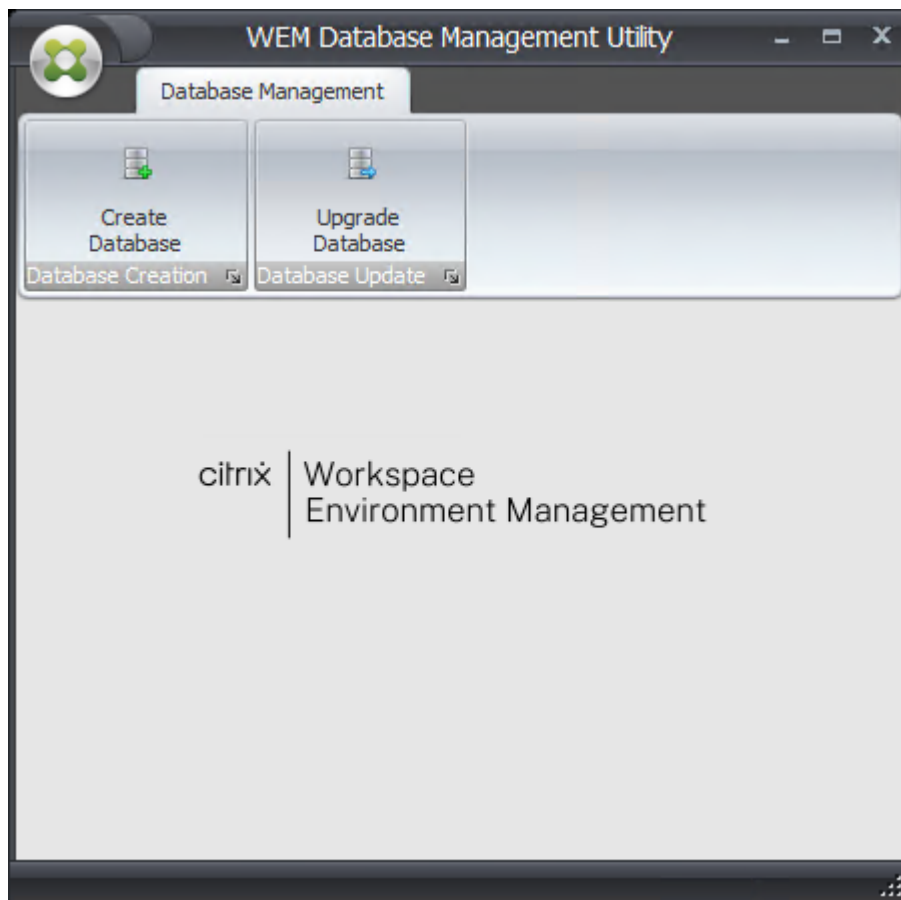 WEM Database Management Utility
Database Management
Create
Database
Upgrade
Database
Database Creation
Database Update
citrix
Workspace
Environment Management